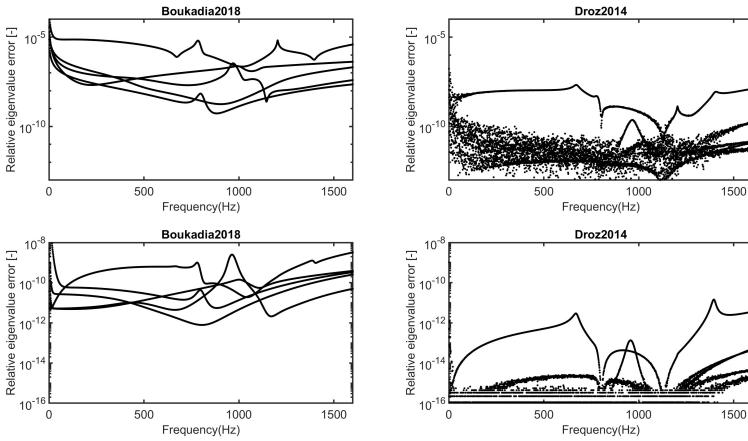 Boukadia2018
Relative eigenvalue error [-]
10-5
10-10
0
500
1000
1500
Frequency(Hz)
Droz2014
Relative eigenvalue error [-]
10-5
10-10
0
500
1000
1500
Frequency(Hz)
Boukadia2018
Relative eigenvalue error [-]
10-8
10-10
10-12
10-14
10-16
0
500
1000
1500
Frequency(Hz)
Droz2014
Relative eigenvalue error [-]
10-8
10-10
10-12
10-14
10-16
0
500
1000
1500
Frequency(Hz)